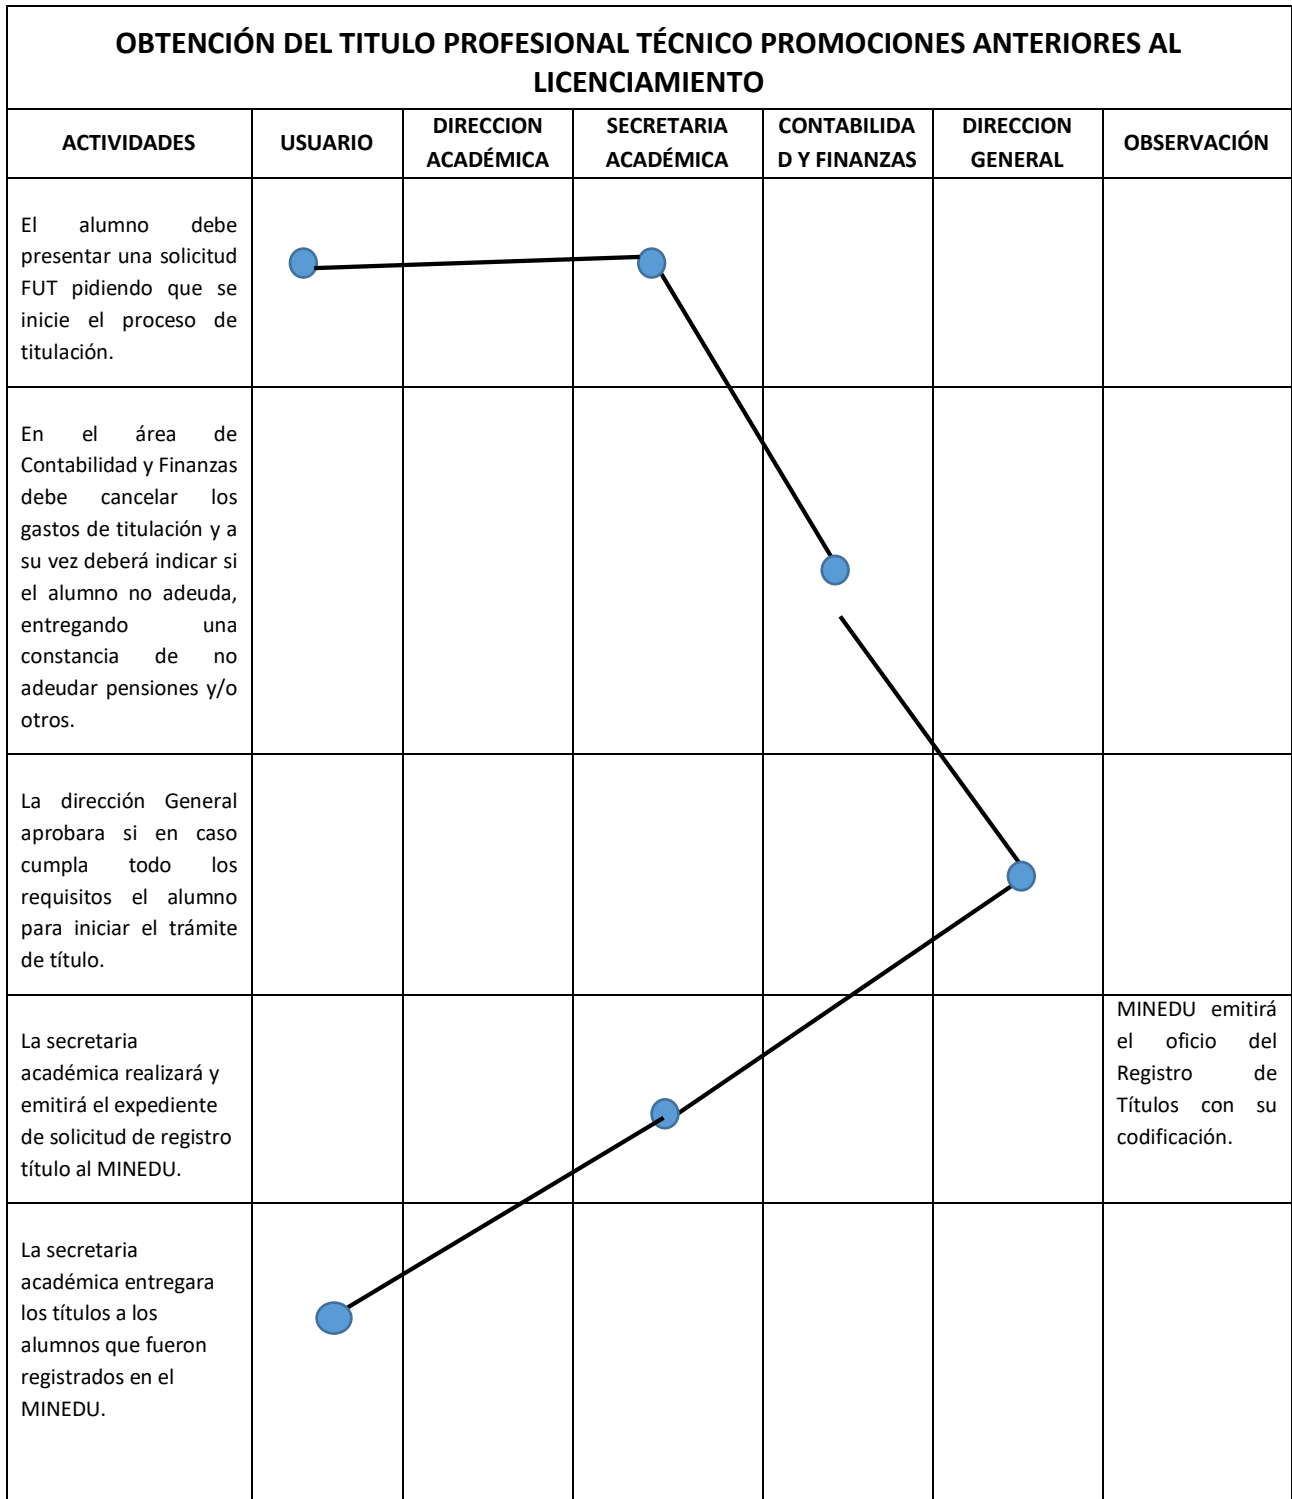 OBTENCIÓN DEL TITULO PROFESIONAL TÉCNICO PROMOCIONES ANTERIORES AL
LICENCIAMIENTO
ACTIVIDADES
USUARIO
DIRECCION
ACADÉMICA
SECRETARIA
ACADÉMICA
CONTABILIDA
D Y FINANZAS
DIRECCION
GENERAL
OBSERVACIÓN
El alumno debe
presentar una solicitud
FUT pidiendo que se
inicie el proceso de
titulación.
En el área de
Contabilidad y Finanzas
debe cancelar los
gastos de titulación y a
su vez deberá indicar si
el alumno no adeuda,
entregando una
constancia de no
adeudar pensiones y/o
otros.
La dirección General
aprobara si en caso
cumpla todo los
requisitos el alumno
para iniciar el trámite
de título.
La secretaria
académica realizará y
emitirá el expediente
de solicitud de registro
título al MINEDU.
MINEDU emitirá
el oficio del
Registro de
Títulos con su
codificación.
La secretaria
académica entregara
los títulos a los
alumnos que fueron
registrados en el
MINEDU.